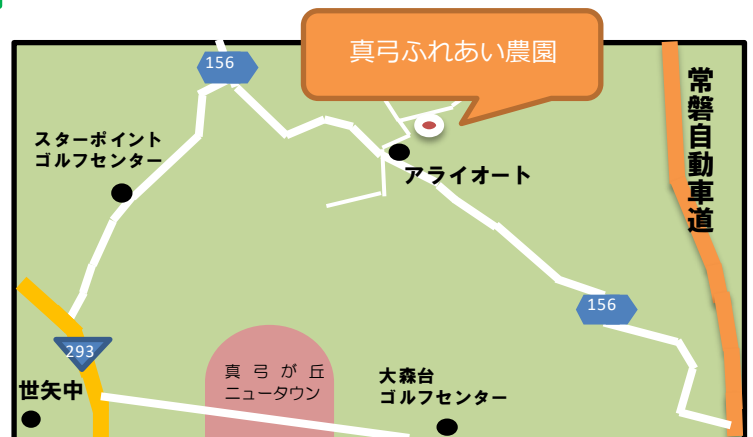 真弓ふれあい農園
156
常磐自動車道
スターポイント
ゴルフセンター
アライオート
156
293
真弓が丘
ニュータウン
大森台
ゴルフセンター
世矢中